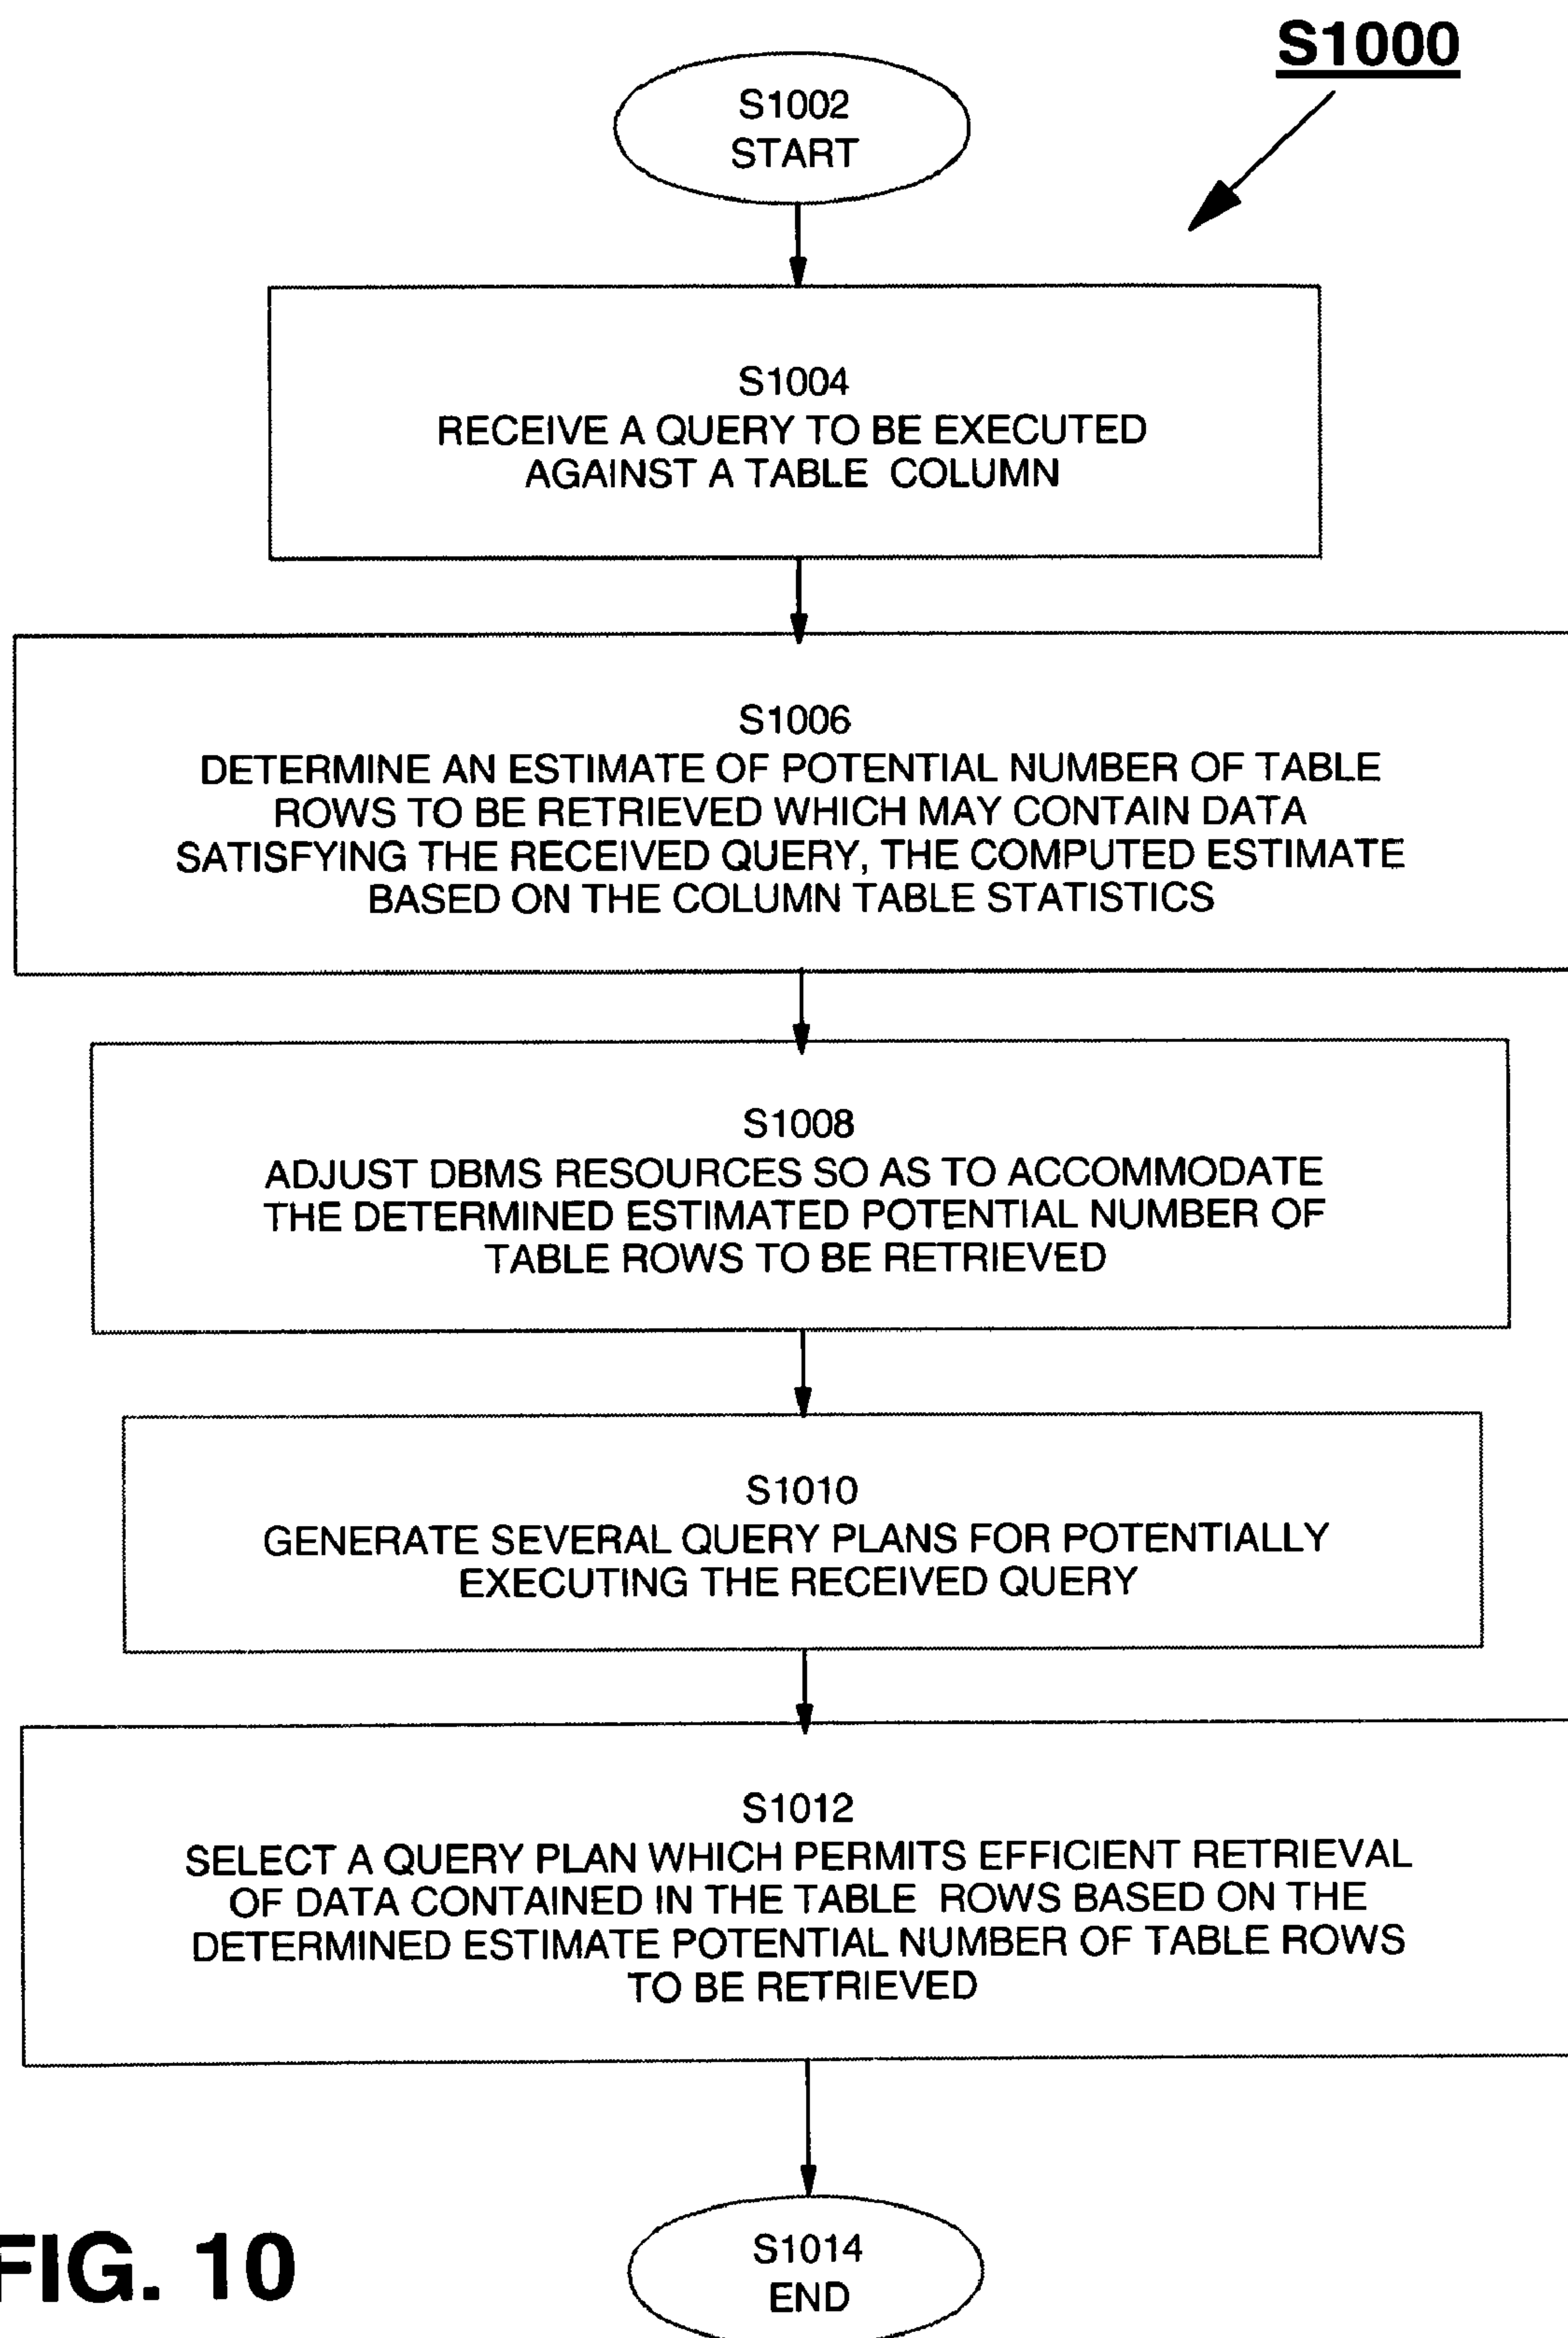 S1000
S1002
START
S1004
RECEIVE A QUERY TO BE EXECUTED
AGAINST A TABLE COLUMN
S1006
DETERMINE AN ESTIMATE OF POTENTIAL NUMBER OF TABLE
ROWS TO BE RETRIEVED WHICH MAY CONTAIN DATA
SATISFYING THE RECEIVED QUERY, THE COMPUTED ESTIMATE
BASED ON THE COLUMN TABLE STATISTICS
S1008
ADJUST DBMS RESOURCES SO AS TO ACCOMMODATE
THE DETERMINED ESTIMATED POTENTIAL NUMBER OF
TABLE ROWS TO BE RETRIEVED
S1010
GENERATE SEVERAL QUERY PLANS FOR POTENTIALLY
EXECUTING THE RECEIVED QUERY
S1012
SELECT A QUERY PLAN WHICH PERMITS EFFICIENT RETRIEVAL
OF DATA CONTAINED IN THE TABLE ROWS BASED ON THE
DETERMINED ESTIMATE POTENTIAL NUMBER OF TABLE ROWS
TO BE RETRIEVED
S1014
END
FIG. 10